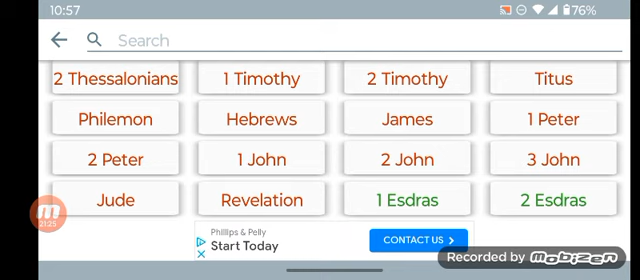 10:57
76%
Search
2 Thessalonians 1 Timothy 2 Timothy Titus
Philemon Hebrews James 1 Peter
2 Peter 1 John 2 John 3 John
Jude Revelation 1 Esdras 2 Esdras
21:25
Phillips & Pelly
Start Today
CONTACT US
Recorded by mobizen